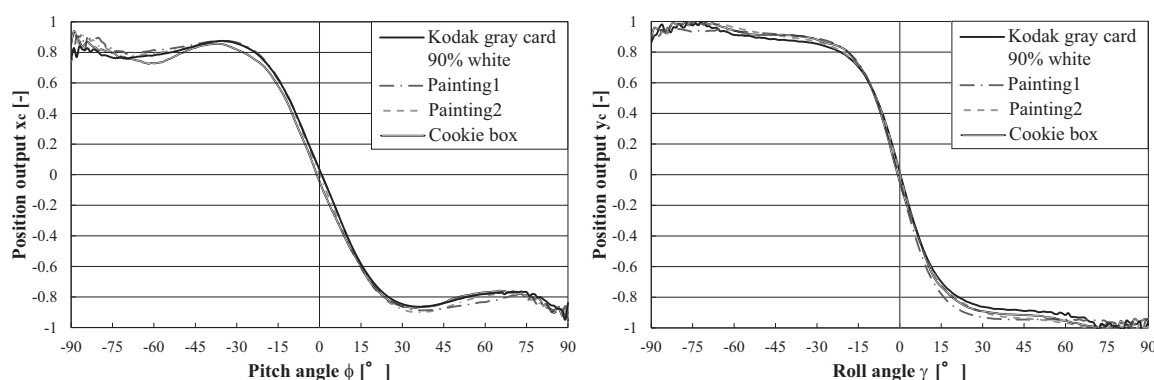 1
0.8
0.6
0.4
0.2
0
-0.2
-0.4
-0.6
-0.8
-1
Position output xc [-]
-90 -75 -60 -45 -30 -15 0 15 30 45 60 75 90
Pitch angle ϕ [°]
Kodak gray card
90% white
Painting1
Painting2
Cookie box
1
0.8
0.6
0.4
0.2
0
-0.2
-0.4
-0.6
-0.8
-1
Position output yc [-]
-90 -75 -60 -45 -30 -15 0 15 30 45 60 75 90
Roll angle γ [°]
Kodak gray card
90% white
Painting1
Painting2
Cookie box